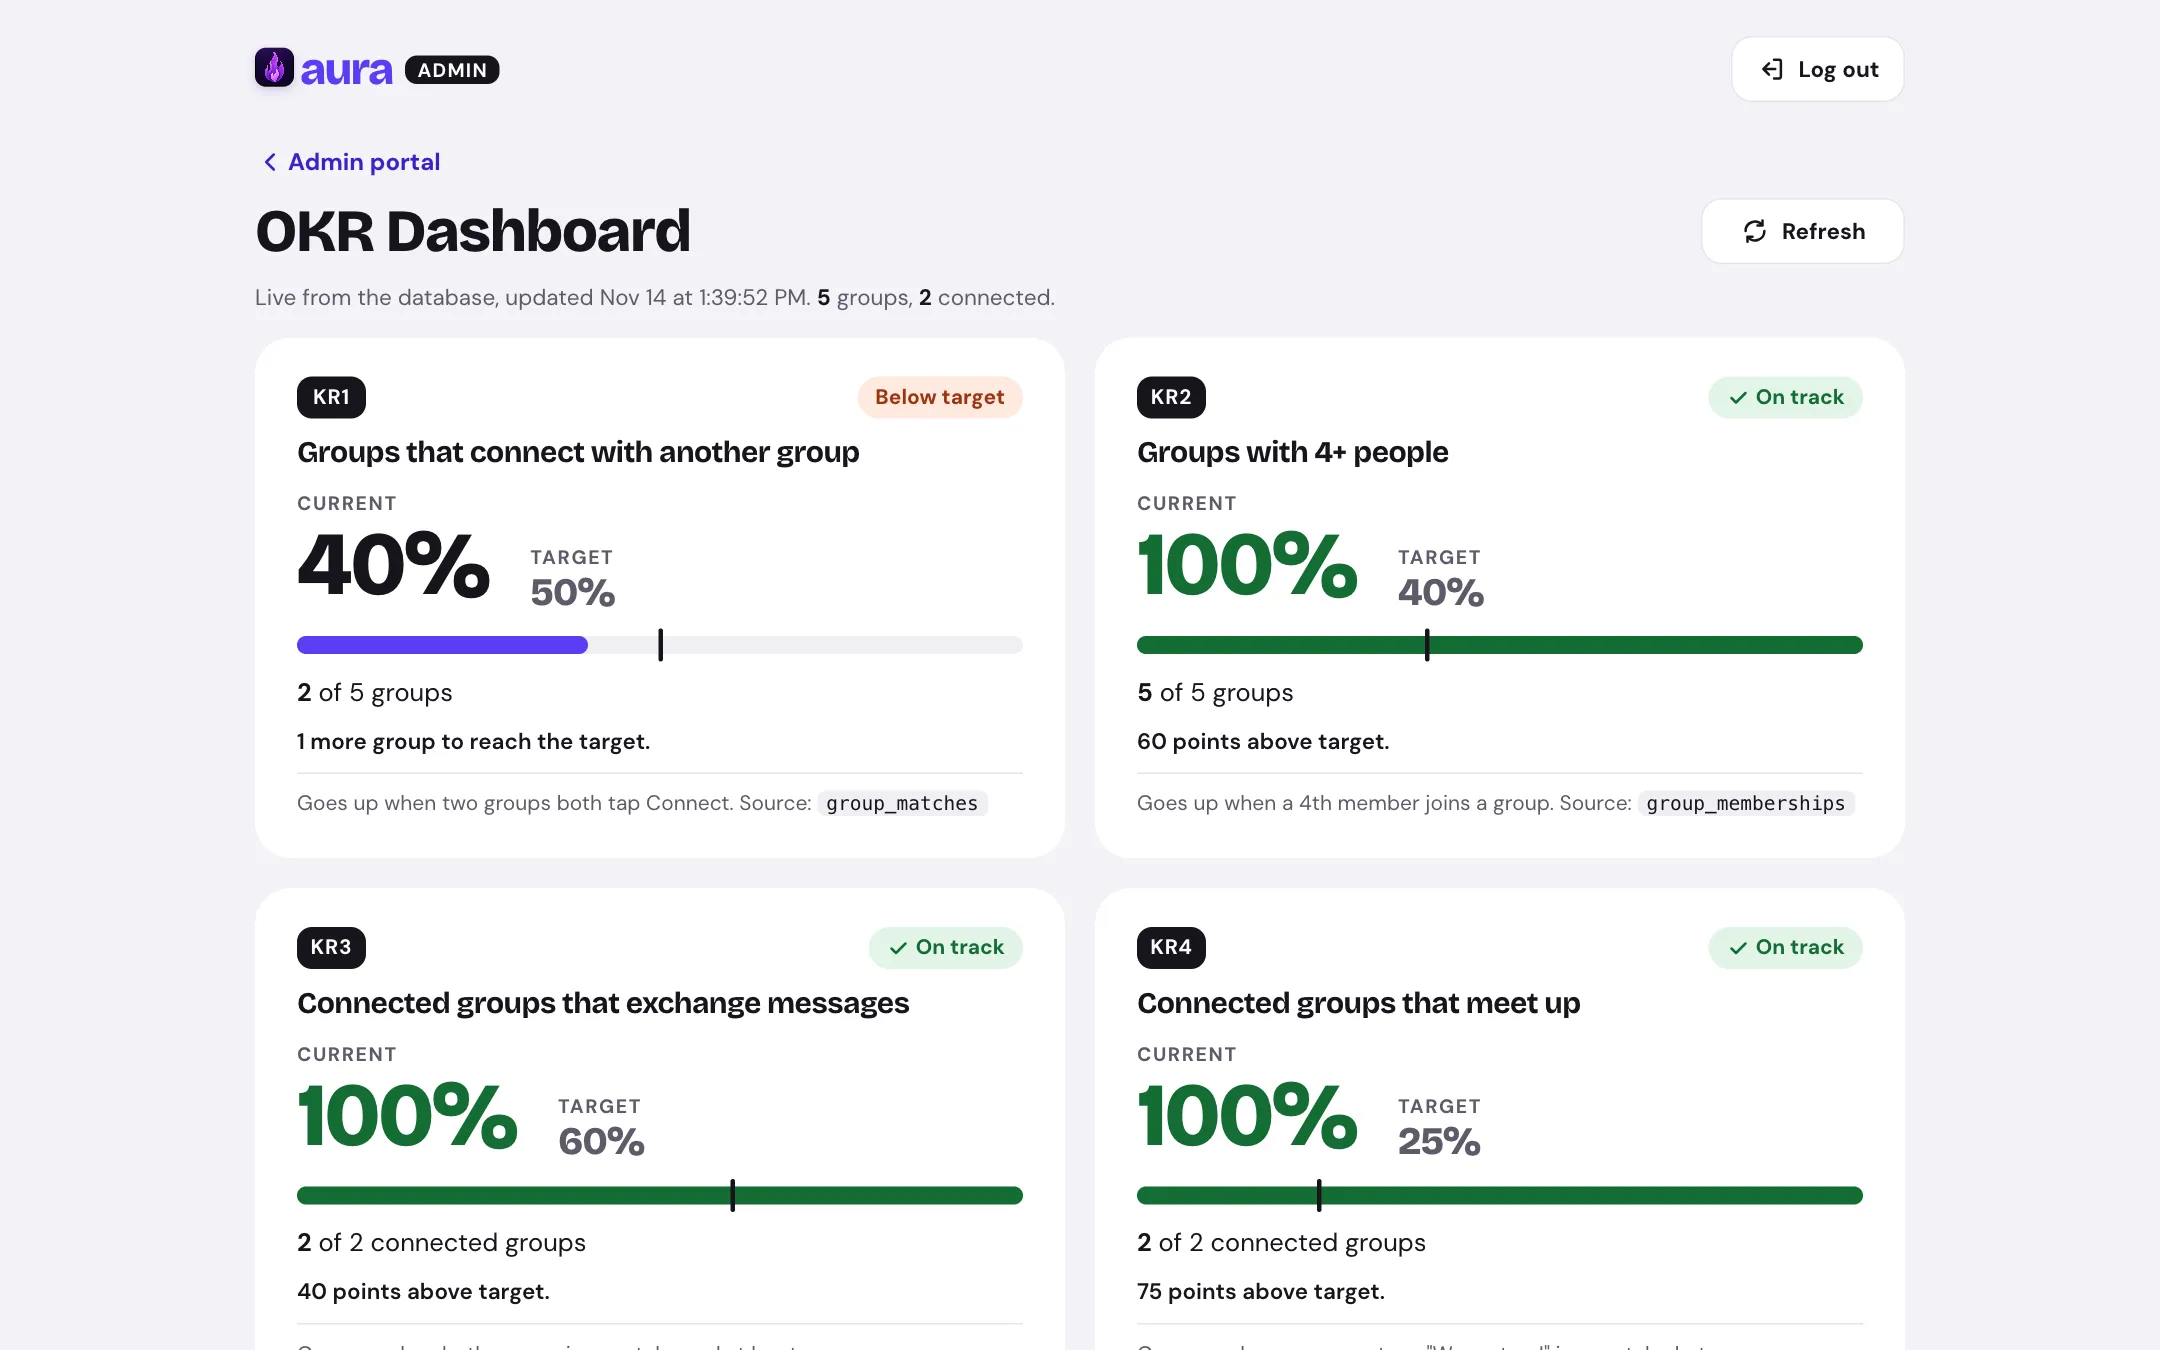 aura ADMIN
Log out
Admin portal
OKR Dashboard
Refresh
Live from the database, updated Nov 14 at 1:39:52 PM. 5 groups, 2 connected.
KR1
Below target
Groups that connect with another group
CURRENT
40%
TARGET
50%
2 of 5 groups
1 more group to reach the target.
Goes up when two groups both tap Connect. Source: group_matches
KR2
On track
Groups with 4+ people
CURRENT
100%
TARGET
40%
5 of 5 groups
60 points above target.
Goes up when a 4th member joins a group. Source: group_memberships
KR3
On track
Connected groups that exchange messages
CURRENT
100%
TARGET
60%
2 of 2 connected groups
40 points above target.
KR4
On track
Connected groups that meet up
CURRENT
100%
TARGET
25%
2 of 2 connected groups
75 points above target.